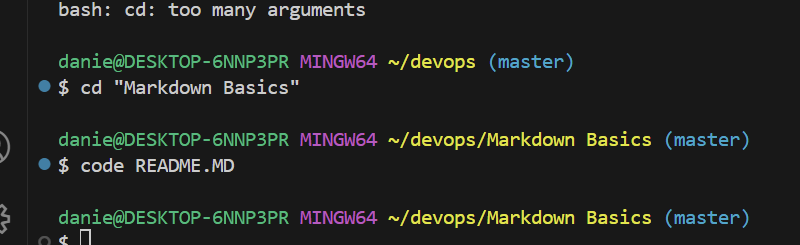 bash: cd: too many arguments
danie@DESKTOP-6NNP3PR MINGW64 ~/devops (master)
$ cd "Markdown Basics"
danie@DESKTOP-6NNP3PR MINGW64 ~/devops/Markdown Basics (master)
$ code README.MD
danie@DESKTOP-6NNP3PR MINGW64 ~/devops/Markdown Basics (master)
$